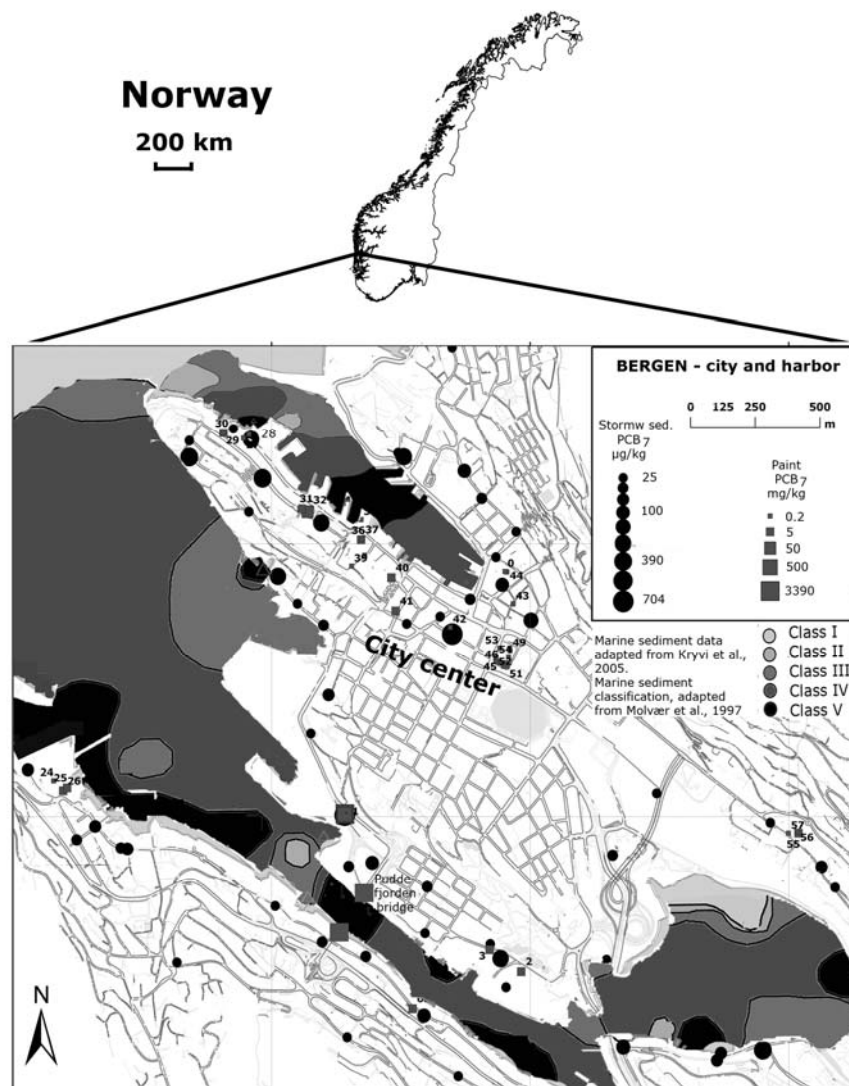 Norway
200 km
BERGEN - city and harbor
0 125 250 500
m
Stormw sed.
PCB7
µg/kg
25
100
390
704
Paint
PCB7
mg/kg
0.2
5
50
500
3390
Marine sediment data
adapted from Kryvi et al.,
2005.
Marine sediment
classification, adapted
from Molvær et al., 1997
Class I
Class II
Class III
Class IV
Class V
30
29
28
31
32
36
37
39
40
41
42
0
44
43
53
49
54
46
52
45
51
City center
24
25
26
57
56
55
Pudde-
fjorden
bridge
3
2
N